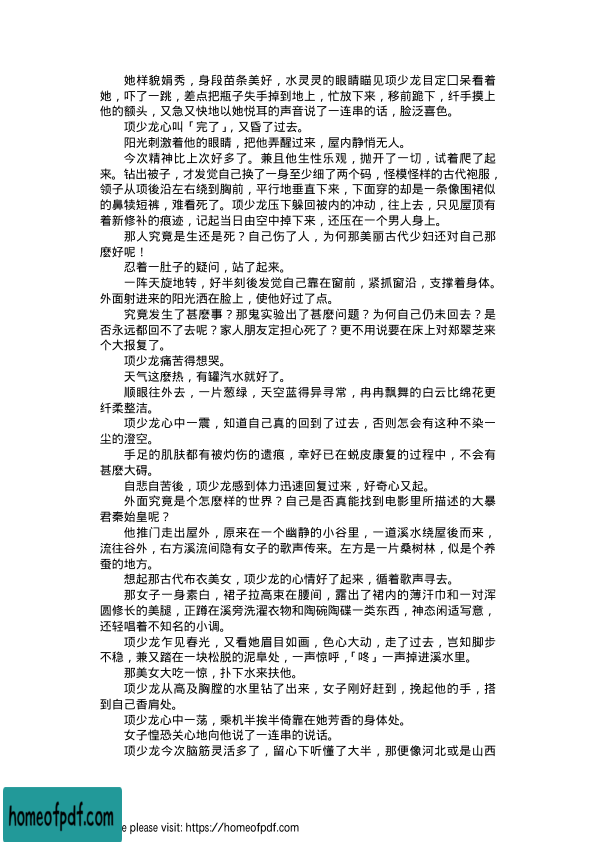 她样貌娟秀，身段苗条美好，水灵灵的眼睛瞄见项少龙目定囗呆看着
她，吓了一跳，差点把瓶子失手掉到地上，忙放下来，移前跪下，纤手摸上
他的额头，又急又快地以她悦耳的声音说了一连串的话，脸泛喜色。
项少龙心叫「完了」，又昏了过去。
阳光刺激着他的眼睛，把他弄醒过来，屋内静悄无人。
今次精神比上次好多了。兼且他生性乐观，抛开了一切，试着爬了起
来。钻出被子，才发觉自己换了一身至少细了两个码，怪模怪样的古代袍服，
领子从项後沿左右绕到胸前，平行地垂直下来，下面穿的却是一条像围裙似
的鼻犊短裤，难看死了。项少龙压下躲回被内的冲动，往上去，只见屋顶有
着新修补的痕迹，记起当日由空中掉下来，还压在一个男人身上。
那人究竟是生还是死？自己伤了人，为何那美丽古代少妇还对自己那
麽好呢！
忍着一肚子的疑问，站了起来。
一阵天旋地转，好半刻後发觉自己靠在窗前，紧抓窗沿，支撑着身体。
外面射进来的阳光洒在脸上，使他好过了点。
究竟发生了甚麽事？那鬼实验出了甚麽问题？为何自己仍未回去？是
否永远都回不了去呢？家人朋友定担心死了？更不用说要在床上对郑翠芝来
个大报复了。
项少龙痛苦得想哭。
天气这麽热，有罐汽水就好了。
顺眼往外去，一片葱绿，天空蓝得异寻常，冉冉飘舞的白云比绵花更
纤柔整洁。
项少龙心中一震，知道自己真的回到了过去，否则怎会有这种不染一
尘的澄空。
手足的肌肤都有被灼伤的遗痕，幸好已在蜕皮康复的过程中，不会有
甚麽大碍。
自悲自苦後，项少龙感到体力迅速回复过来，好奇心又起。
外面究竟是个怎麽样的世界？自己是否真能找到电影里所描述的大暴
君秦始皇呢？
他推门走出屋外，原来在一个幽静的小谷里，一道溪水绕屋後而来，
流往谷外，右方溪流间隐有女子的歌声传来。左方是一片桑树林，似是个养
蚕的地方。
想起那古代布衣美女，项少龙的心情好了起来，循着歌声寻去。
那女子一身素白，裙子拉高束在腰间，露出了裙内的薄汗巾和一对浑
圆修长的美腿，正蹲在溪旁洗濯衣物和陶碗陶碟一类东西，神态闲适写意，
还轻唱着不知名的小调。
项少龙乍见春光，又看她眉目如画，色心大动，走了过去，岂知脚步
不稳，兼又踏在一块松脱的泥阜处，一声惊呼，「咚」一声掉进溪水里。
那美女大吃一惊，扑下水来扶他。
项少龙从高及胸膛的水里钻了出来，女子刚好赶到，挽起他的手，搭
到自己香肩处。
项少龙心中一荡，乘机半挨半倚靠在她芳香的身体处。
女子惶恐关心地向他说了一连串的说话。
项少龙今次脑筋灵活多了，留心下听懂了大半，那便像河北或是山西
homeofpdf.com
e please visit: https://homeofpdf.com